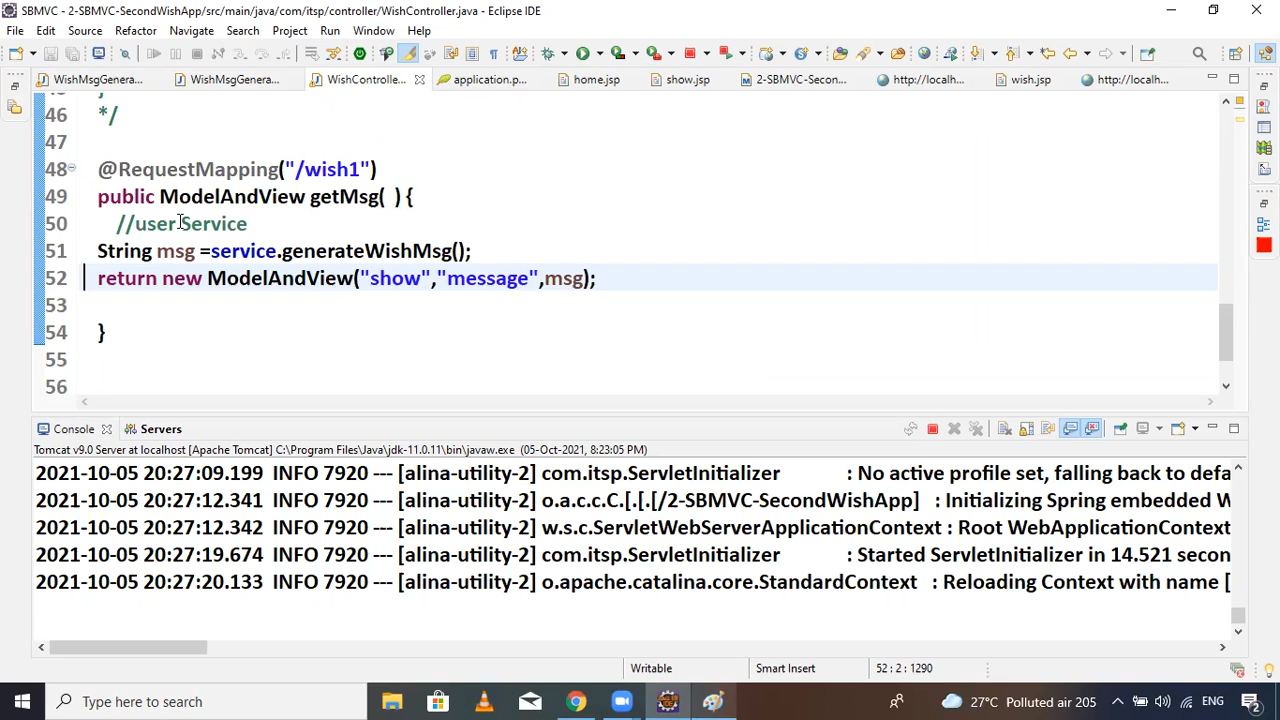 SBMVC - 2-SBMVC-SecondWishApp/src/main/java/com/itsp/controller/WishController.java - Eclipse IDE
File Edit Source Refactor Navigate Search Project Run Window Help
WishMsgGenera... WishMsgGenera... WishControlle... application.p... home.jsp show.jsp 2-SBMVC-Secon... http://localh... wish.jsp http://localh...
46 */
47
48 @RequestMapping("/wish1")
49 public ModelAndView getMsg( ) {
50 //user Service
51 String msg =service.generateWishMsg();
52 return new ModelAndView("show","message",msg);
53
54 }
55
56
Console Servers
Tomcat v9.0 Server at localhost [Apache Tomcat] C:\Program Files\Java\jdk-11.0.11\bin\javaw.exe (05-Oct-2021, 8:23:05 PM)
2021-10-05 20:27:09.199 INFO 7920 --- [alina-utility-2] com.itsp.ServletInitializer : No active profile set, falling back to defa
2021-10-05 20:27:12.341 INFO 7920 --- [alina-utility-2] o.a.c.c.C.[.[.[/2-SBMVC-SecondWishApp] : Initializing Spring embedded W
2021-10-05 20:27:12.342 INFO 7920 --- [alina-utility-2] w.s.c.ServletWebServerApplicationContext : Root WebApplicationContext
2021-10-05 20:27:19.674 INFO 7920 --- [alina-utility-2] com.itsp.ServletInitializer : Started ServletInitializer in 14.521 secon
2021-10-05 20:27:20.133 INFO 7920 --- [alina-utility-2] o.apache.catalina.core.StandardContext : Reloading Context with name [
Writable Smart Insert 52 : 2 : 1290
Type here to search 27°C Polluted air 205 ENG 2